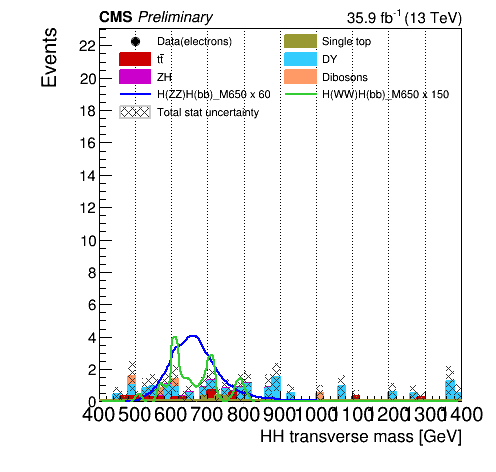 CMS Preliminary 35.9 fb-1 (13 TeV)
Events
Data(electrons) Single top
tt̄ DY
ZH Dibosons
H(ZZ)H(bb)_M650 x 60 H(WW)H(bb)_M650 x 150
Total stat uncertainty
22
20
18
16
14
12
10
8
6
4
2
0
400 500 600 700 800 900 1000 1100 1200 1300 1400
HH transverse mass [GeV]